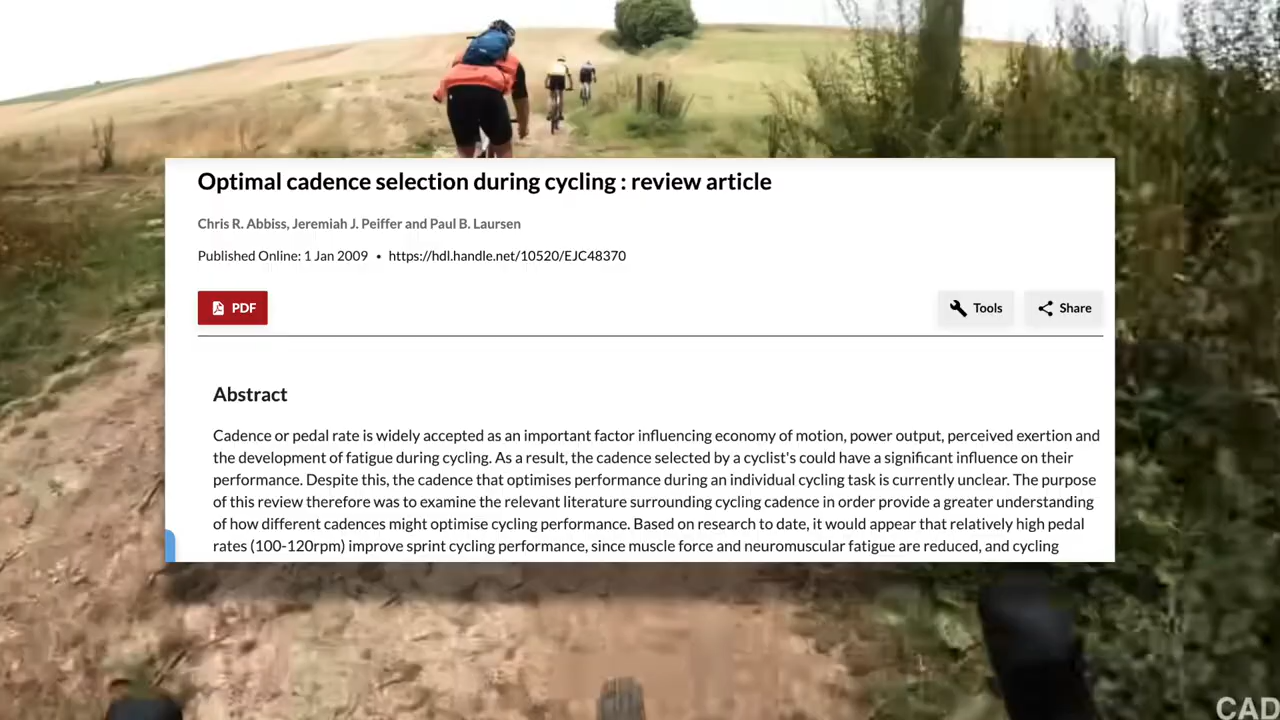 Optimal cadence selection during cycling : review article
Chris R. Abbiss, Jeremiah J. Peiffer and Paul B. Laursen
Published Online: 1 Jan 2009 • https://hdl.handle.net/10520/EJC48370
PDF
Tools
Share
Abstract
Cadence or pedal rate is widely accepted as an important factor influencing economy of motion, power output, perceived exertion and
the development of fatigue during cycling. As a result, the cadence selected by a cyclist's could have a significant influence on their
performance. Despite this, the cadence that optimises performance during an individual cycling task is currently unclear. The purpose
of this review therefore was to examine the relevant literature surrounding cycling cadence in order provide a greater understanding
of how different cadences might optimise cycling performance. Based on research to date, it would appear that relatively high pedal
rates (100-120rpm) improve sprint cycling performance, since muscle force and neuromuscular fatigue are reduced, and cycling
CAD